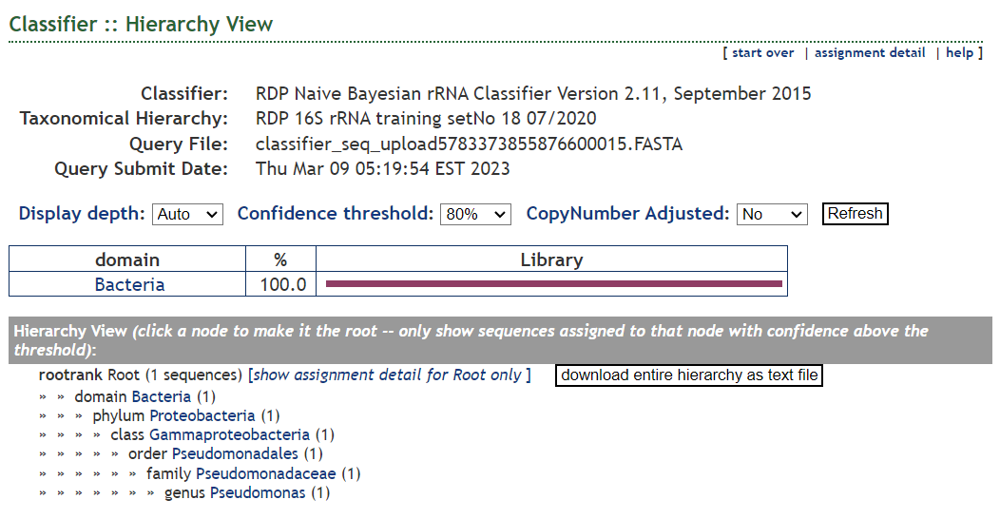 Classifier :: Hierarchy View
[ start over | assignment detail | help ]
Classifier: RDP Naive Bayesian rRNA Classifier Version 2.11, September 2015
Taxonomical Hierarchy: RDP 16S rRNA training setNo 18 07/2020
Query File: classifier_seq_upload5783373855876600015.FASTA
Query Submit Date: Thu Mar 09 05:19:54 EST 2023
Display depth: Auto Confidence threshold: 80% CopyNumber Adjusted: No Refresh
domain % Library
Bacteria 100.0
Hierarchy View (click a node to make it the root -- only show sequences assigned to that node with confidence above the
threshold):
rootrank Root (1 sequences) [show assignment detail for Root only ] download entire hierarchy as text file
» » domain Bacteria (1)
» » » phylum Proteobacteria (1)
» » » » class Gammaproteobacteria (1)
» » » » » order Pseudomonadales (1)
» » » » » » family Pseudomonadaceae (1)
» » » » » » » genus Pseudomonas (1)